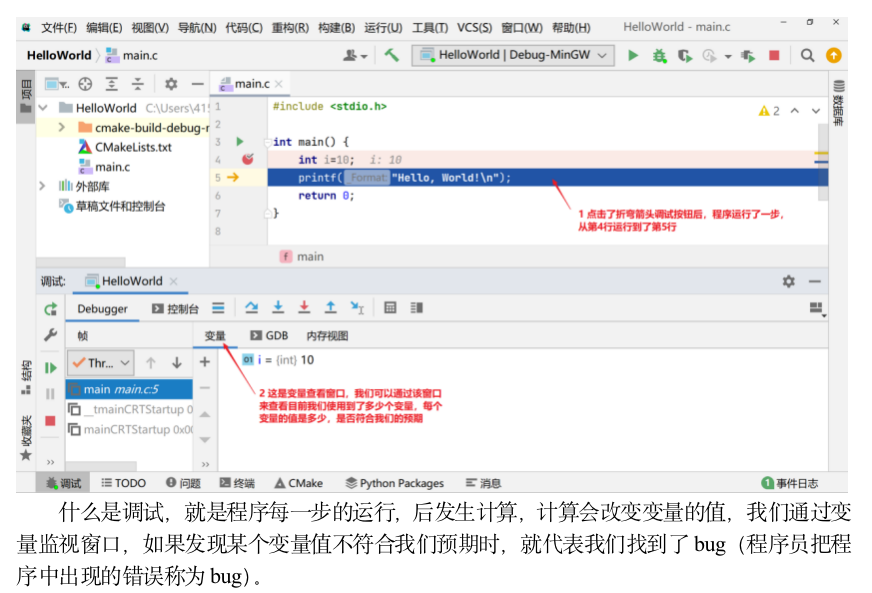 文件(F) 编辑(E) 视图(V) 导航(N) 代码(C) 重构(R) 构建(B) 运行(U) 工具(T) VCS(S) 窗口(W) 帮助(H) HelloWorld - main.c
HelloWorld main.c HelloWorld | Debug-MinGW
项目
main.c
数据库
HelloWorld C:\Users\41
cmake-build-debug-r
CMakeLists.txt
main.c
外部库
草稿文件和控制台
1 #include <stdio.h>
2
3 int main() {
4 int i=10; i: 10
5 printf( Format: "Hello, World!\n");
6 return 0;
7 }
8
2
1 点击了折弯箭头调试按钮后，程序运行了一步，
从第4行运行到了第5行
f main
调试: HelloWorld
Debugger 控制台
帧 变量 GDB 内存视图
Thr...
01 i = {int} 10
main main.c:5
__tmainCRTStartup 0
mainCRTStartup 0x00
2 这是变量查看窗口，我们可以通过该窗口
来查看目前我们使用到了多少个变量，每个
变量的值是多少，是否符合我们的预期
结构
收藏夹
调试 TODO 问题 终端 CMake Python Packages 消息 1 事件日志
什么是调试，就是程序每一步的运行，后发生计算，计算会改变变量的值，我们通过变
量监视窗口，如果发现某个变量值不符合我们预期时，就代表我们找到了 bug（程序员把程
序中出现的错误称为 bug）。